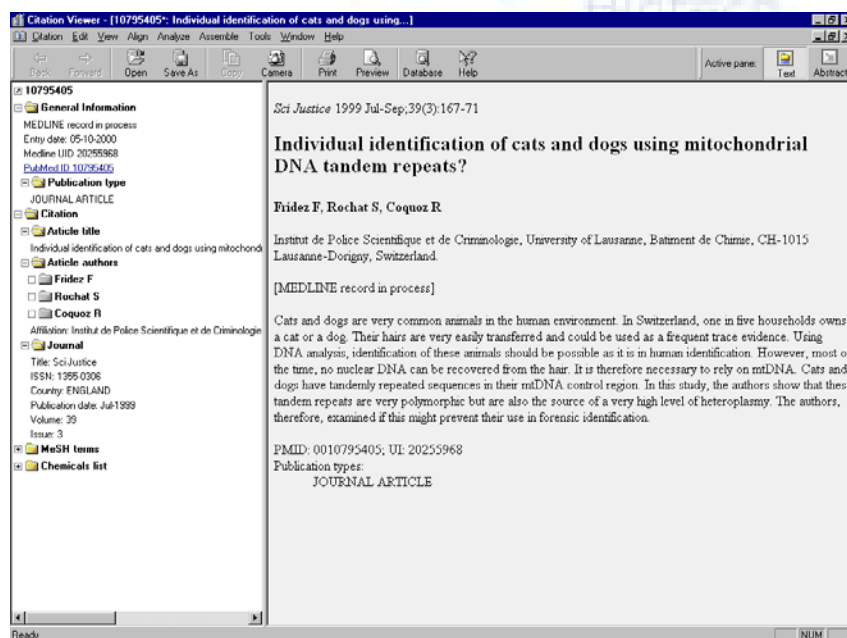 Citation Viewer - [10795405*: Individual identification of cats and dogs using...]
Citation Edit View Align Analyze Assemble Tools Window Help
Back Forward Open Save As Copy Camera Print Preview Database Help Active pane: Text Abstract
10795405
General Information
MEDLINE record in process
Entry date: 05-10-2000
Medline UID 20255968
PubMed ID 10795405
Publication type
JOURNAL ARTICLE
Citation
Article title
Individual identification of cats and dogs using mitochond
Article authors
Fridez F
Rochat S
Coquoz R
Affiliation: Institut de Police Scientifique et de Criminologie
Journal
Title: Sci Justice
ISSN: 1355-0306
Country: ENGLAND
Publication date: Jul-1999
Volume: 39
Issue: 3
MeSH terms
Chemicals list
Sci Justice 1999 Jul-Sep;39(3):167-71
Individual identification of cats and dogs using mitochondrial
DNA tandem repeats?
Fridez F, Rochat S, Coquoz R
Institut de Police Scientifique et de Criminologie, University of Lausanne, Batiment de Chimie, CH-1015
Lausanne-Dorigny, Switzerland.
[MEDLINE record in process]
Cats and dogs are very common animals in the human environment. In Switzerland, one in five households owns
a cat or a dog. Their hairs are very easily transferred and could be used as a frequent trace evidence. Using
DNA analysis, identification of these animals should be possible as it is in human identification. However, most o
the time, no nuclear DNA can be recovered from the hair. It is therefore necessary to rely on mtDNA. Cats and
dogs have tandemly repeated sequences in their mtDNA control region. In this study, the authors show that thes
tandem repeats are very polymorphic but are also the source of a very high level of heteroplasmy. The authors,
therefore, examined if this might prevent their use in forensic identification.
PMID: 0010795405; UI: 20255968
Publication types:
JOURNAL ARTICLE
Ready NUM